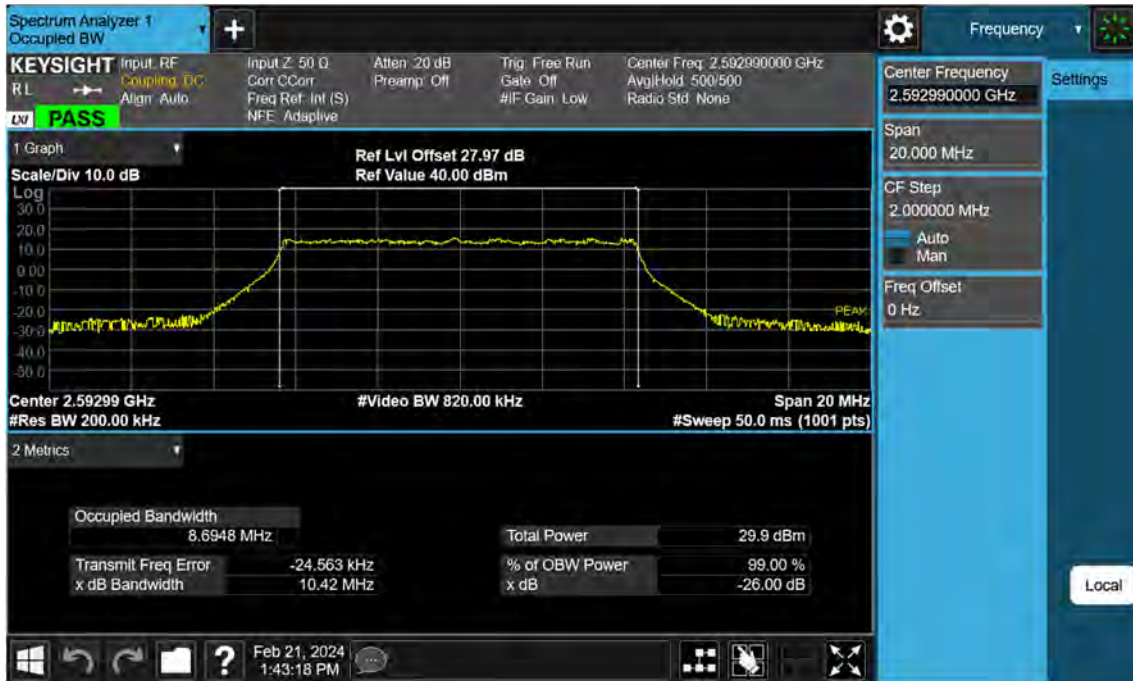 Spectrum Analyzer 1
Occupied BW
+
Frequency
KEYSIGHT
RL
LXI PASS
Input: RF
Coupling: DC
Align: Auto
Input Z: 50 Ω
Corr CCorr
Freq Ref: Int (S)
NFE: Adaptive
Atten: 20 dB
Preamp: Off
Trig: Free Run
Gate: Off
#IF Gain: Low
Center Freq: 2.592990000 GHz
Avg|Hold: 500/500
Radio Std: None
1 Graph
Scale/Div 10.0 dB
Ref Lvl Offset 27.97 dB
Ref Value 40.00 dBm
Log
30.0
20.0
10.0
0.00
-10.0
-20.0
-30.0
-40.0
-50.0
PEAK
Center 2.59299 GHz
#Video BW 820.00 kHz
Span 20 MHz
#Res BW 200.00 kHz
#Sweep 50.0 ms (1001 pts)
2 Metrics
Occupied Bandwidth
8.6948 MHz
Total Power 29.9 dBm
Transmit Freq Error -24.563 kHz
% of OBW Power 99.00 %
x dB Bandwidth 10.42 MHz
x dB -26.00 dB
Center Frequency
2.592990000 GHz
Settings
Span
20.000 MHz
CF Step
2.000000 MHz
Auto
Man
Freq Offset
0 Hz
Local
?
Feb 21, 2024
1:43:18 PM